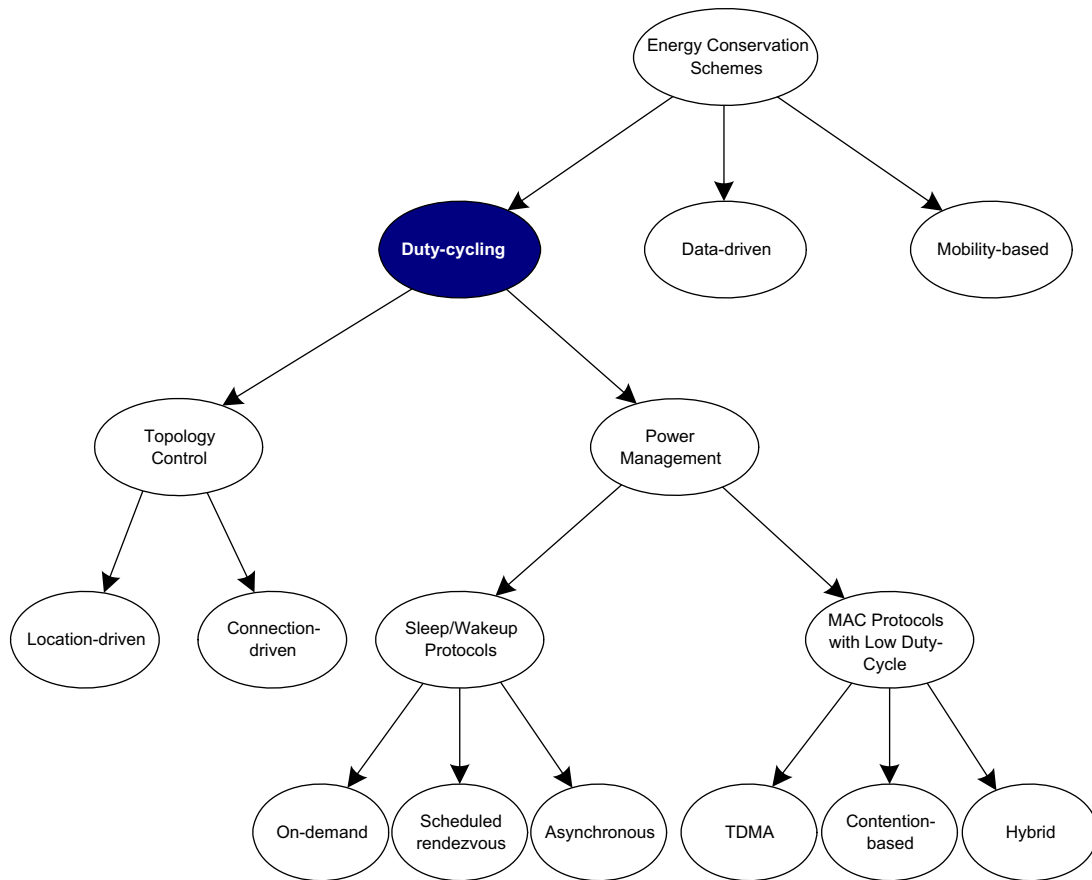 Energy Conservation
Schemes
Duty-cycling
Data-driven
Mobility-based
Topology
Control
Power
Management
Location-driven
Connection-
driven
Sleep/Wakeup
Protocols
MAC Protocols
with Low Duty-
Cycle
On-demand
Scheduled
rendezvous
Asynchronous
TDMA
Contention-
based
Hybrid